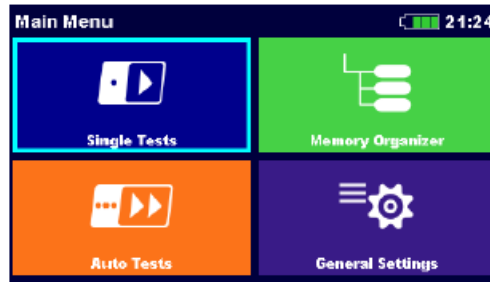 Main Menu 21:24
Single Tests Memory Organizer
Auto Tests General Settings